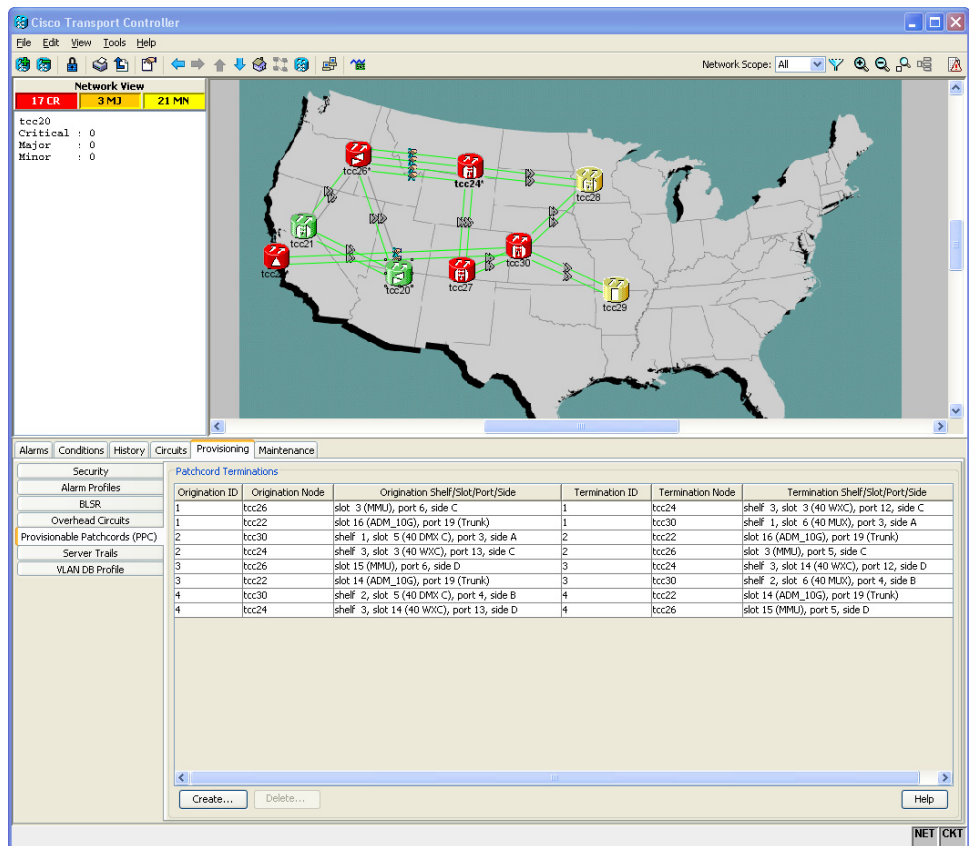 Cisco Transport Controller
File Edit View Tools Help
Network Scope: All
Network View
17 CR 3 MJ 21 MN
tcc20
Critical : 0
Major : 0
Minor : 0
tcc26*
tcc24*
tcc28
tcc21
tcc30
tcc20*
tcc27
tcc29
Alarms Conditions History Circuits Provisioning Maintenance
Security
Alarm Profiles
BLSR
Overhead Circuits
Provisionable Patchcords (PPC)
Server Trails
VLAN DB Profile
Patchcord Terminations
Origination ID Origination Node Origination Shelf/Slot/Port/Side Termination ID Termination Node Termination Shelf/Slot/Port/Side
1 tcc26 slot 3 (MMU), port 6, side C 1 tcc24 shelf 3, slot 3 (40 WXC), port 12, side C
1 tcc22 slot 16 (ADM_10G), port 19 (Trunk) 1 tcc30 shelf 1, slot 6 (40 MUX), port 3, side A
2 tcc30 shelf 1, slot 5 (40 DMX C), port 3, side A 2 tcc22 slot 16 (ADM_10G), port 19 (Trunk)
2 tcc24 shelf 3, slot 3 (40 WXC), port 13, side C 2 tcc26 slot 3 (MMU), port 5, side C
3 tcc26 slot 15 (MMU), port 6, side D 3 tcc24 shelf 3, slot 14 (40 WXC), port 12, side D
3 tcc22 slot 14 (ADM_10G), port 19 (Trunk) 3 tcc30 shelf 2, slot 6 (40 MUX), port 4, side B
4 tcc30 shelf 2, slot 5 (40 DMX C), port 4, side B 4 tcc22 slot 14 (ADM_10G), port 19 (Trunk)
4 tcc24 shelf 3, slot 14 (40 WXC), port 13, side D 4 tcc26 slot 15 (MMU), port 5, side D
Create... Delete... Help
NET CKT